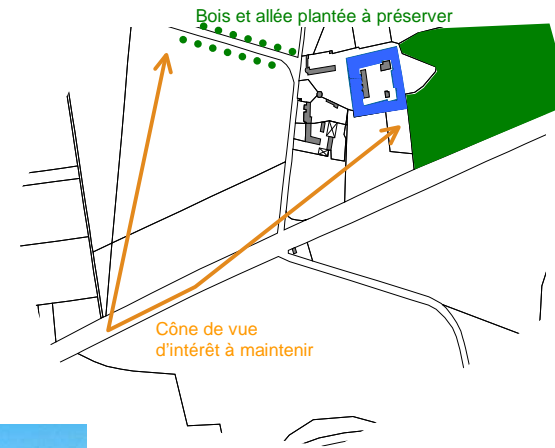 Bois et allée plantée à préserver
Cône de vue
d'intérêt à maintenir